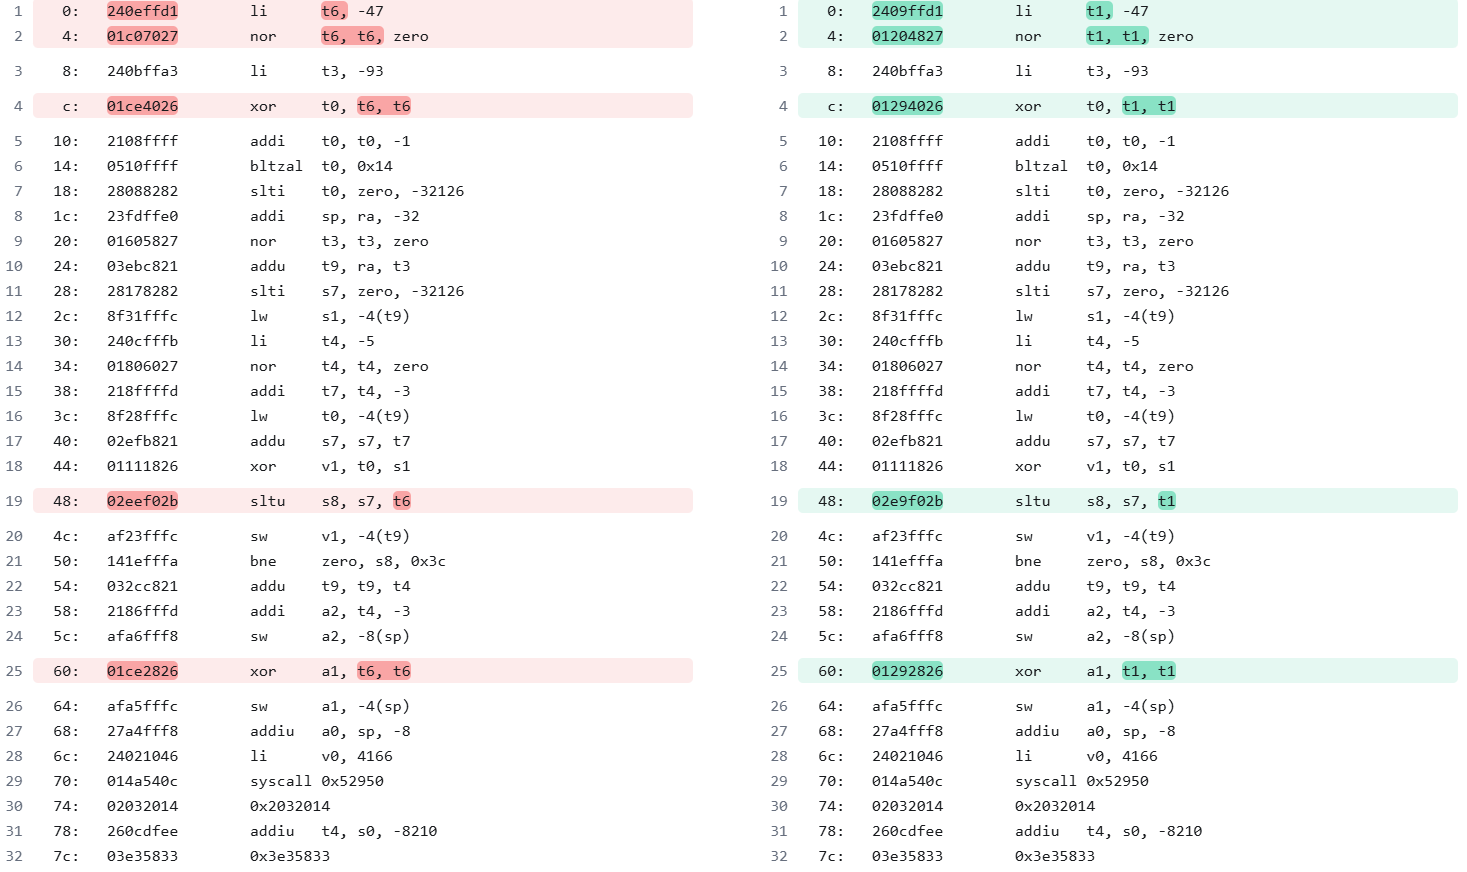 1 0: 240effd1 li t6, -47 1 0: 2409ffd1 li t1, -47
2 4: 01c07027 nor t6, t6, zero 2 4: 01204827 nor t1, t1, zero
3 8: 240bffa3 li t3, -93 3 8: 240bffa3 li t3, -93
4 c: 01ce4026 xor t0, t6, t6 4 c: 01294026 xor t0, t1, t1
5 10: 2108ffff addi t0, t0, -1 5 10: 2108ffff addi t0, t0, -1
6 14: 0510ffff bltzal t0, 0x14 6 14: 0510ffff bltzal t0, 0x14
7 18: 28088282 slti t0, zero, -32126 7 18: 28088282 slti t0, zero, -32126
8 1c: 23fdffe0 addi sp, ra, -32 8 1c: 23fdffe0 addi sp, ra, -32
9 20: 01605827 nor t3, t3, zero 9 20: 01605827 nor t3, t3, zero
10 24: 03ebc821 addu t9, ra, t3 10 24: 03ebc821 addu t9, ra, t3
11 28: 28178282 slti s7, zero, -32126 11 28: 28178282 slti s7, zero, -32126
12 2c: 8f31fffc lw s1, -4(t9) 12 2c: 8f31fffc lw s1, -4(t9)
13 30: 240cfffb li t4, -5 13 30: 240cfffb li t4, -5
14 34: 01806027 nor t4, t4, zero 14 34: 01806027 nor t4, t4, zero
15 38: 218ffffd addi t7, t4, -3 15 38: 218ffffd addi t7, t4, -3
16 3c: 8f28fffc lw t0, -4(t9) 16 3c: 8f28fffc lw t0, -4(t9)
17 40: 02efb821 addu s7, s7, t7 17 40: 02efb821 addu s7, s7, t7
18 44: 01111826 xor v1, t0, s1 18 44: 01111826 xor v1, t0, s1
19 48: 02eef02b sltu s8, s7, t6 19 48: 02e9f02b sltu s8, s7, t1
20 4c: af23fffc sw v1, -4(t9) 20 4c: af23fffc sw v1, -4(t9)
21 50: 141efffa bne zero, s8, 0x3c 21 50: 141efffa bne zero, s8, 0x3c
22 54: 032cc821 addu t9, t9, t4 22 54: 032cc821 addu t9, t9, t4
23 58: 2186fffd addi a2, t4, -3 23 58: 2186fffd addi a2, t4, -3
24 5c: afa6fff8 sw a2, -8(sp) 24 5c: afa6fff8 sw a2, -8(sp)
25 60: 01ce2826 xor a1, t6, t6 25 60: 01292826 xor a1, t1, t1
26 64: afa5fffc sw a1, -4(sp) 26 64: afa5fffc sw a1, -4(sp)
27 68: 27a4fff8 addiu a0, sp, -8 27 68: 27a4fff8 addiu a0, sp, -8
28 6c: 24021046 li v0, 4166 28 6c: 24021046 li v0, 4166
29 70: 014a540c syscall 0x52950 29 70: 014a540c syscall 0x52950
30 74: 02032014 0x2032014 30 74: 02032014 0x2032014
31 78: 260cdfee addiu t4, s0, -8210 31 78: 260cdfee addiu t4, s0, -8210
32 7c: 03e35833 0x3e35833 32 7c: 03e35833 0x3e35833